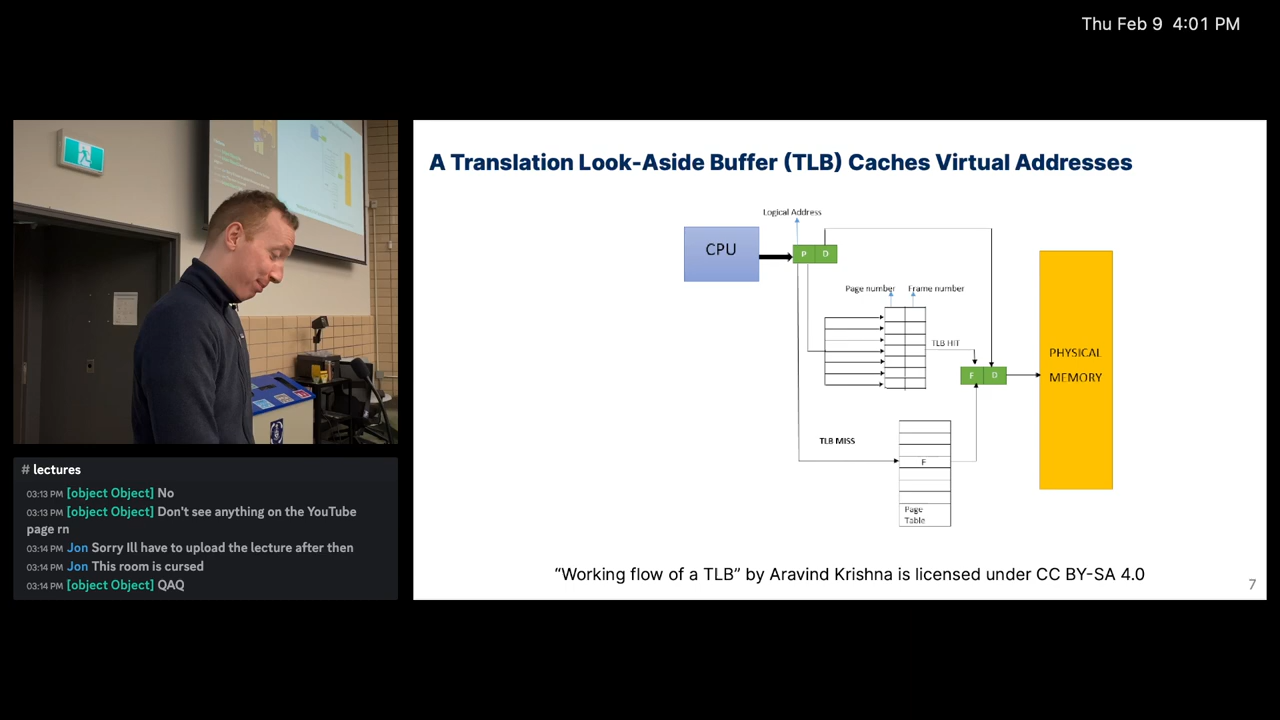 Thu Feb 9 4:01 PM
A Translation Look-Aside Buffer (TLB) Caches Virtual Addresses
Logical Address
CPU
P D
Page number Frame number
TLB HIT
PHYSICAL
MEMORY
F D
TLB MISS
F
Page
Table
“Working flow of a TLB” by Aravind Krishna is licensed under CC BY-SA 4.0
7
# lectures
03:13 PM [object Object] No
03:13 PM [object Object] Don't see anything on the YouTube
page rn
03:14 PM Jon Sorry Ill have to upload the lecture after then
03:14 PM Jon This room is cursed
03:14 PM [object Object] QAQ